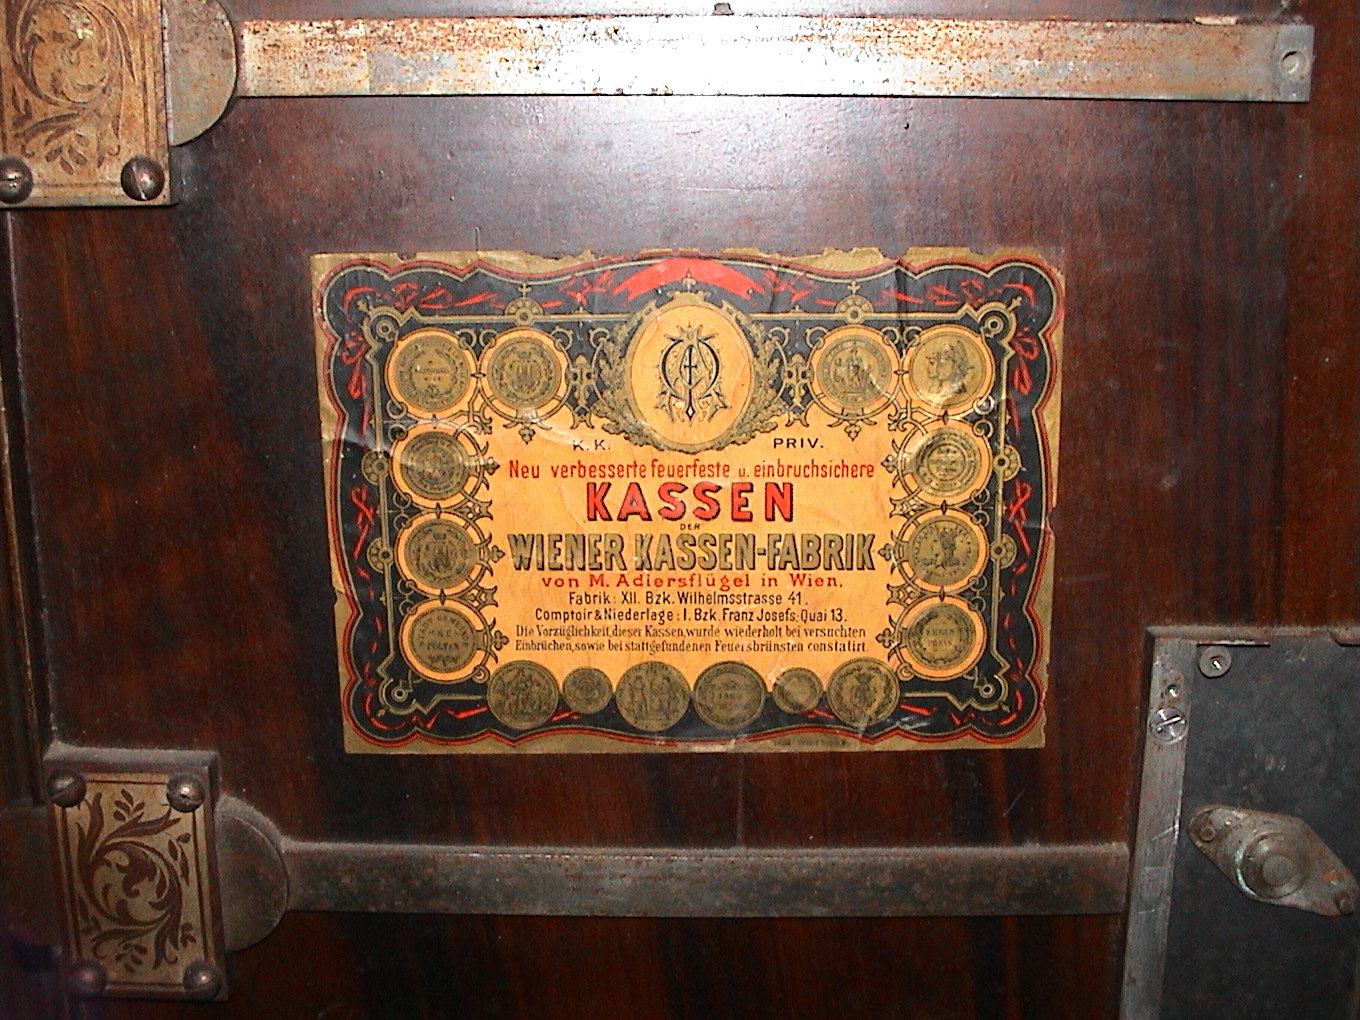 K. K. PRIV.
Neu verbesserte feuerfeste u. einbruchsichere
KASSEN
DER
WIENER KASSEN-FABRIK
von M. Adlersflügel in Wien.
Fabrik: XII. Bzk. Wilhelmsstrasse 41.
Comptoir & Niederlage: I. Bzk. Franz Josefs-Quai 13.
Die Vorzüglichkeit dieser Kassen, wurde wiederholt bei versuchten
Einbrüchen, sowie bei stattgefundenen Feuersbrünsten constatirt.